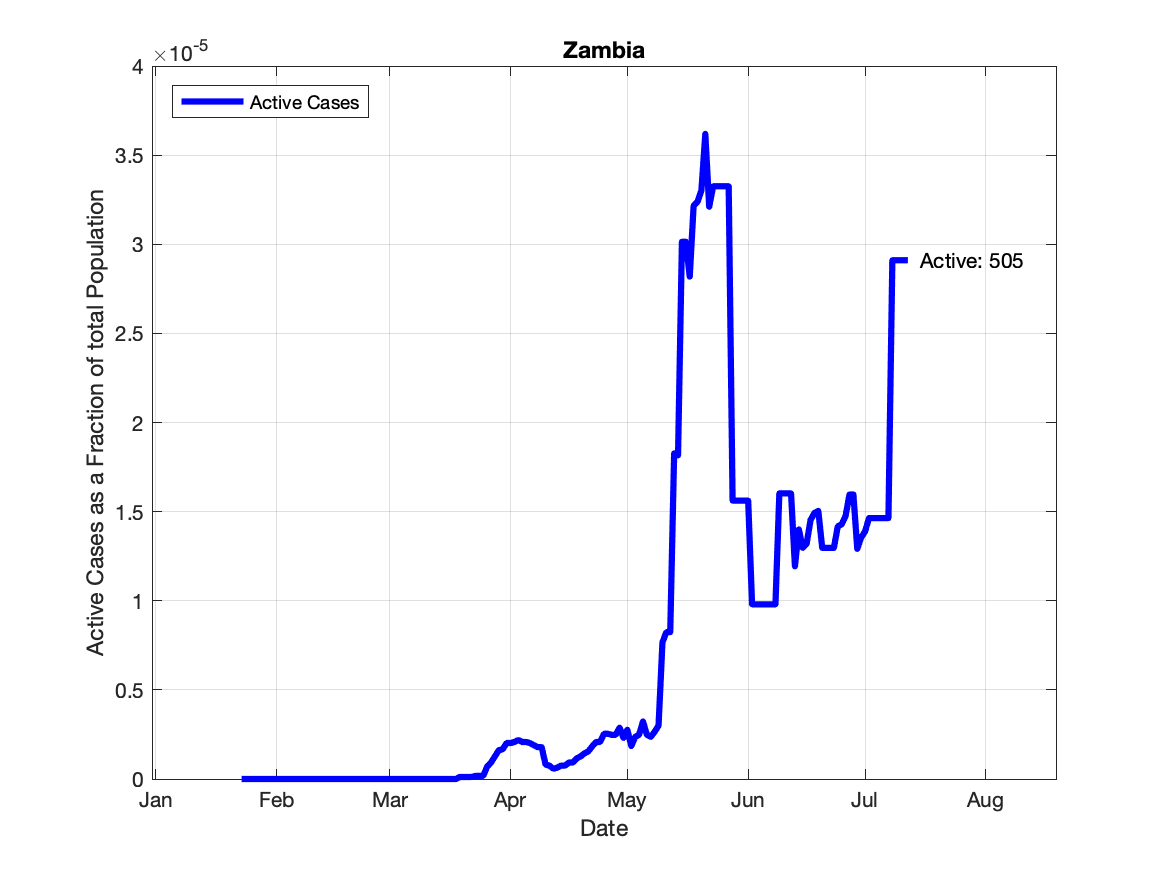 Zambia
×10-5
Active Cases
4
3.5
3
2.5
2
1.5
1
0.5
0
Active Cases as a Fraction of total Population
Active: 505
Jan Feb Mar Apr May Jun Jul Aug
Date